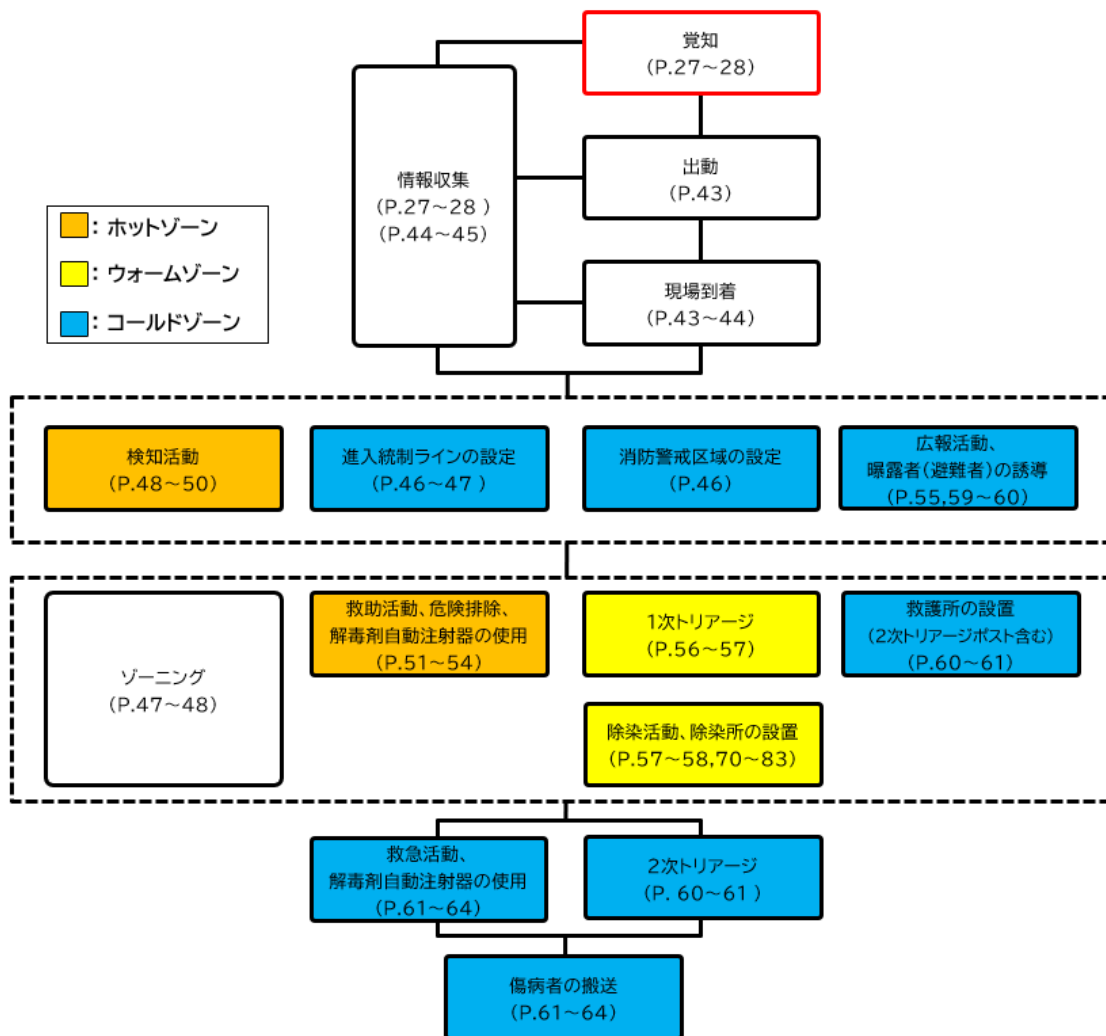 覚知
(P.27～28)
情報収集
(P.27～28 )
(P.44～45)
出動
(P.43)
現場到着
(P.43～44)
：ホットゾーン
：ウォームゾーン
：コールドゾーン
検知活動
(P.48～50)
進入統制ラインの設定
(P.46～47 )
消防警戒区域の設定
(P.46)
広報活動、
曝露者(避難者)の誘導
(P.55,59～60)
ゾーニング
(P.47～48)
救助活動、危険排除、
解毒剤自動注射器の使用
(P.51～54)
1次トリアージ
(P.56～57)
救護所の設置
(2次トリアージポスト含む)
(P.60～61)
除染活動、除染所の設置
(P.57～58,70～83)
救急活動、
解毒剤自動注射器の使用
(P.61～64)
2次トリアージ
(P. 60～61 )
傷病者の搬送
(P.61～64)